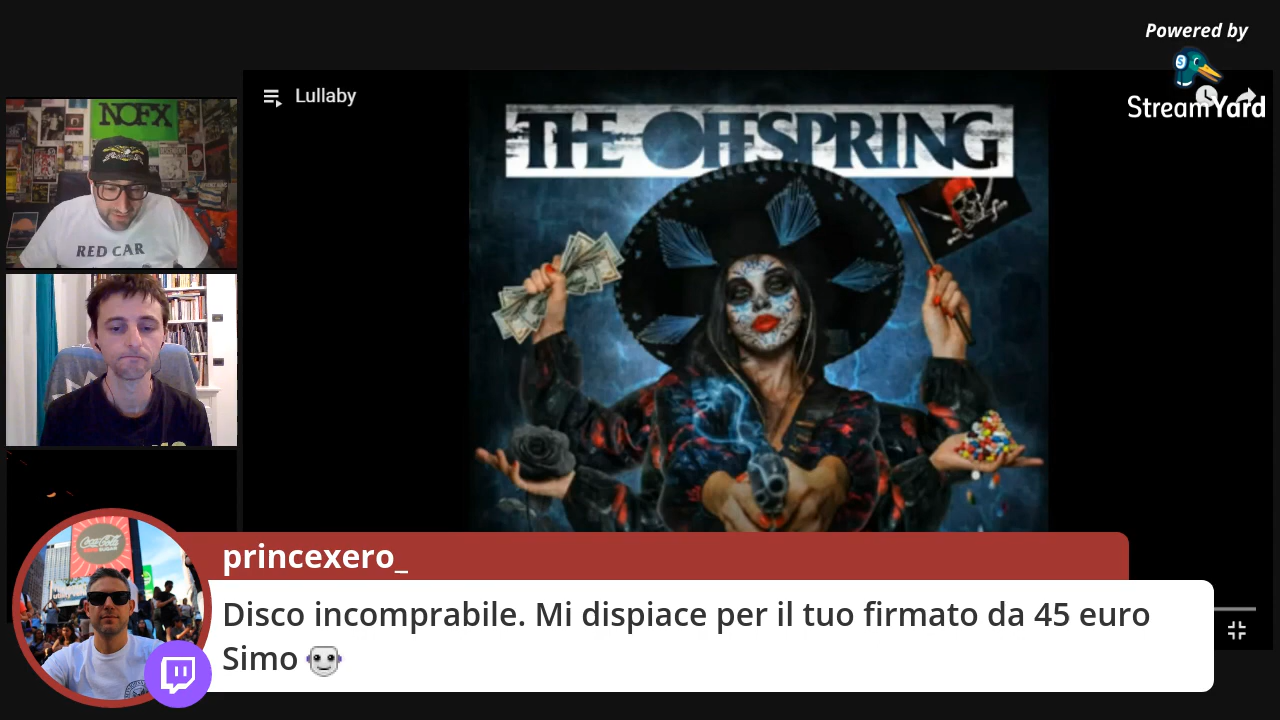 Powered by
StreamYard
Lullaby
THE OFFSPRING
NOFX
RED CAR
princexero_
Disco incomprabile. Mi dispiace per il tuo firmato da 45 euro
Simo